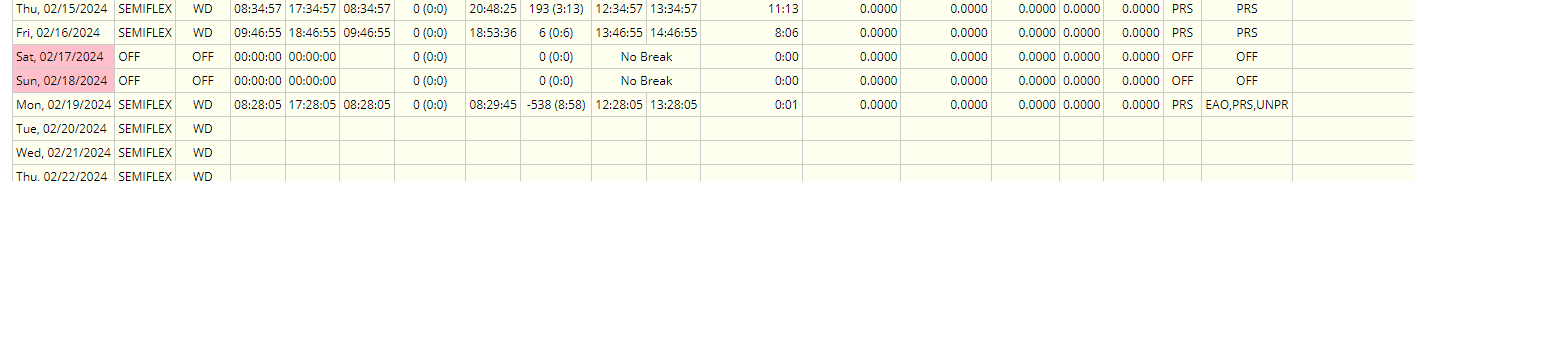 Thu, 02/15/2024 SEMIFLEX WD 08:34:57 17:34:57 08:34:57 0 (0:0) 20:48:25 193 (3:13) 12:34:57 13:34:57 11:13 0.0000 0.0000 0.0000 0.0000 0.0000 PRS PRS
Fri, 02/16/2024 SEMIFLEX WD 09:46:55 18:46:55 09:46:55 0 (0:0) 18:53:36 6 (0:6) 13:46:55 14:46:55 8:06 0.0000 0.0000 0.0000 0.0000 0.0000 PRS PRS
Sat, 02/17/2024 OFF OFF 00:00:00 00:00:00 0 (0:0) 0 (0:0) No Break 0:00 0.0000 0.0000 0.0000 0.0000 0.0000 OFF OFF
Sun, 02/18/2024 OFF OFF 00:00:00 00:00:00 0 (0:0) 0 (0:0) No Break 0:00 0.0000 0.0000 0.0000 0.0000 0.0000 OFF OFF
Mon, 02/19/2024 SEMIFLEX WD 08:28:05 17:28:05 08:28:05 0 (0:0) 08:29:45 -538 (8:58) 12:28:05 13:28:05 0:01 0.0000 0.0000 0.0000 0.0000 0.0000 PRS EAO,PRS,UNPR
Tue, 02/20/2024 SEMIFLEX WD
Wed, 02/21/2024 SEMIFLEX WD
Thu, 02/22/2024 SEMIFLEX WD